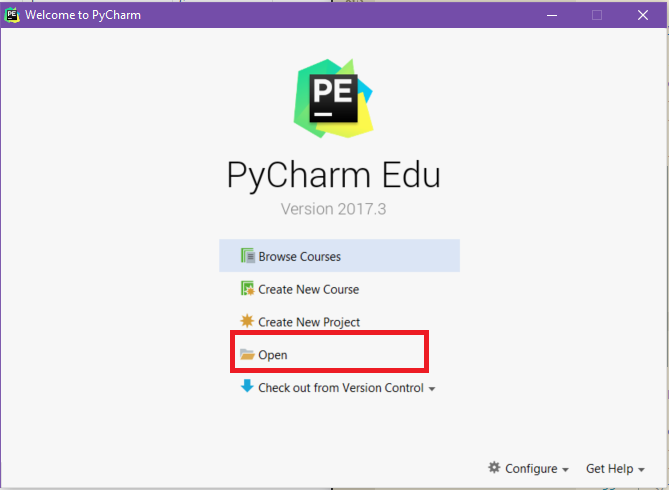 Welcome to PyCharm
PE
PyCharm Edu
Version 2017.3
Browse Courses
Create New Course
Create New Project
Open
Check out from Version Control
Configure
Get Help